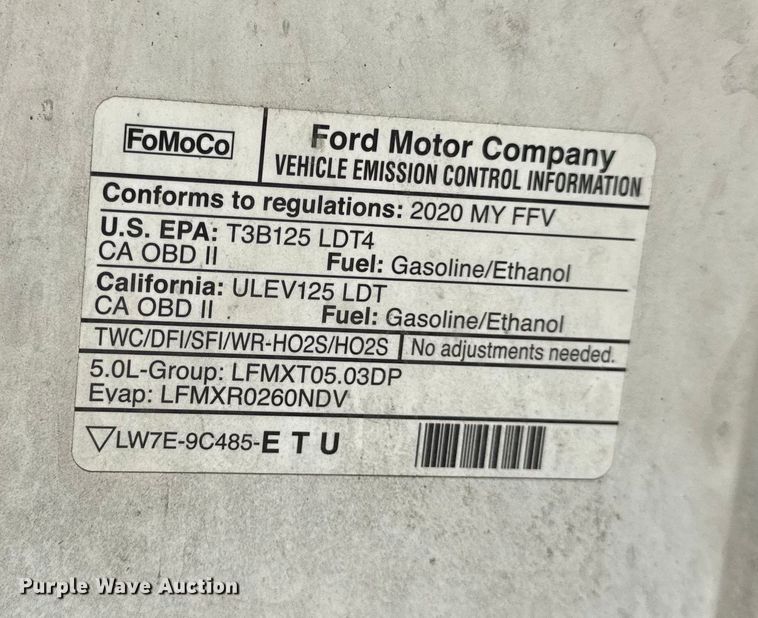 FoMoCo
Ford Motor Company
VEHICLE EMISSION CONTROL INFORMATION
Conforms to regulations: 2020 MY FFV
U.S. EPA: T3B125 LDT4
CA OBD II Fuel: Gasoline/Ethanol
California: ULEV125 LDT
CA OBD II Fuel: Gasoline/Ethanol
TWC/DFI/SFI/WR-HO2S/HO2S No adjustments needed.
5.0L-Group: LFMXT05.03DP
Evap: LFMXR0260NDV
▽LW7E-9C485-E T U
Purple Wave Auction